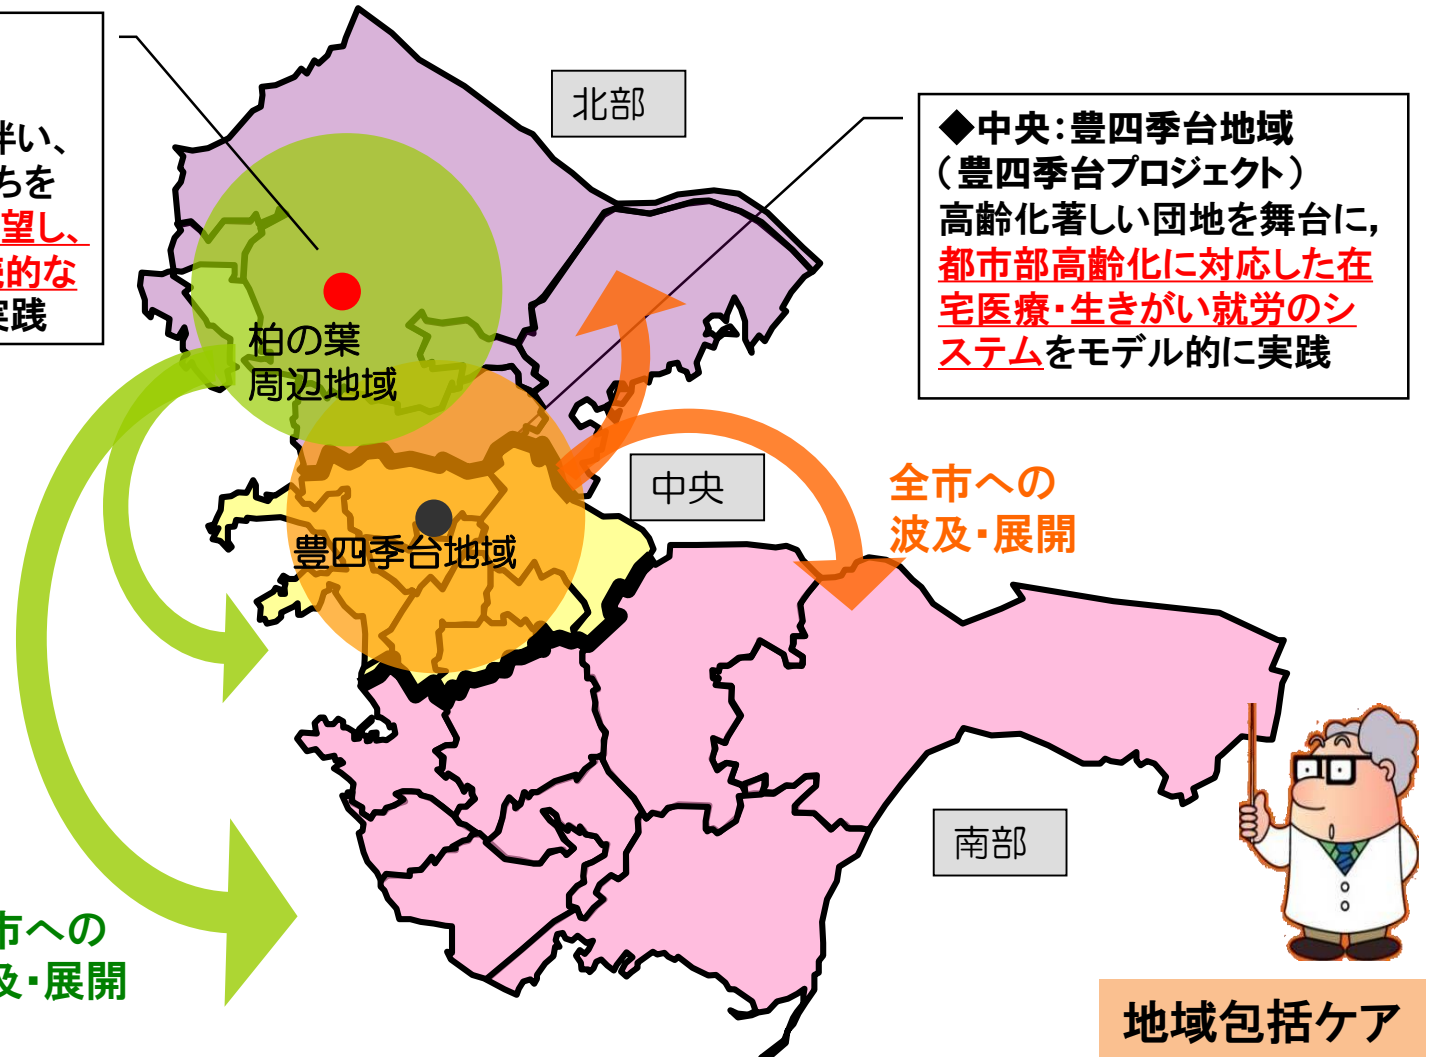 伴い、
ちを
望し、
的な
実践
北部
◆中央：豊四季台地域
（豊四季台プロジェクト）
高齢化著しい団地を舞台に，
都市部高齢化に対応した在
宅医療・生きがい就労のシ
ステムをモデル的に実践
柏の葉
周辺地域
中央
全市への
波及・展開
豊四季台地域
南部
市への
及・展開
地域包括ケア